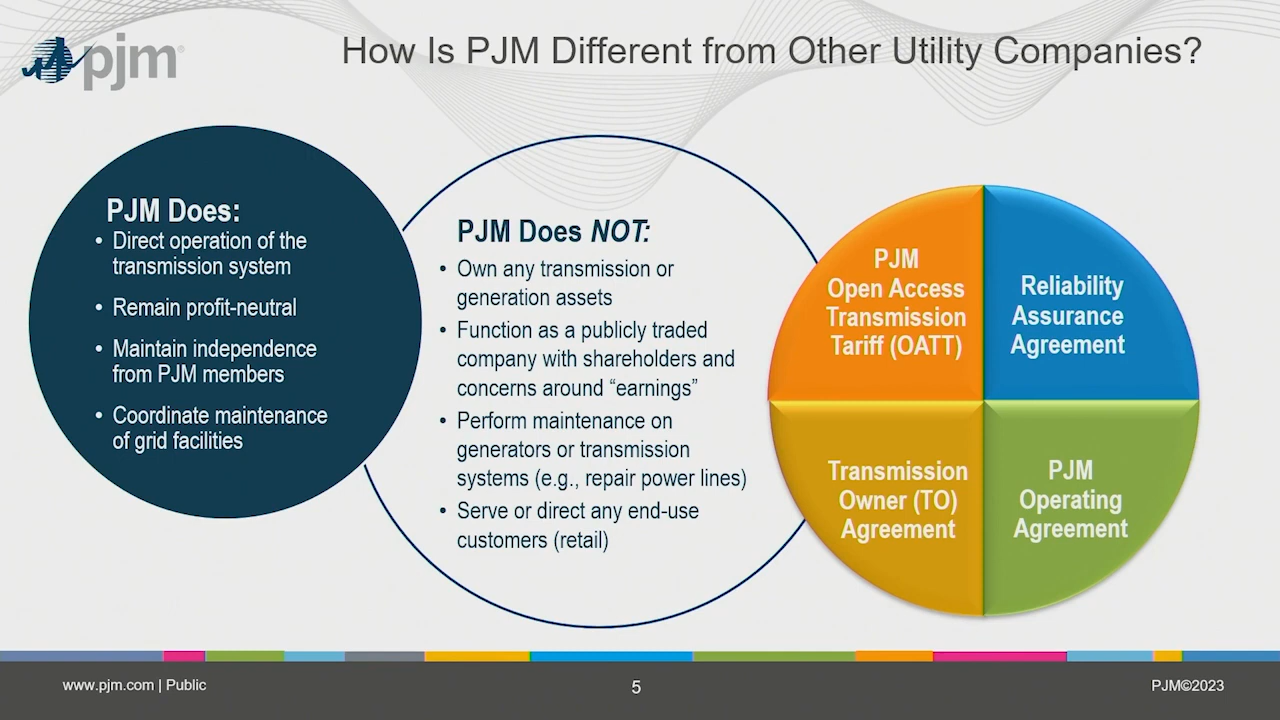 pjm
How Is PJM Different from Other Utility Companies?
PJM Does:
• Direct operation of the
transmission system
• Remain profit-neutral
• Maintain independence
from PJM members
• Coordinate maintenance
of grid facilities
PJM Does NOT:
• Own any transmission or
generation assets
• Function as a publicly traded
company with shareholders and
concerns around “earnings”
• Perform maintenance on
generators or transmission
systems (e.g., repair power lines)
• Serve or direct any end-use
customers (retail)
PJM
Open Access
Transmission
Tariff (OATT)
Reliability
Assurance
Agreement
Transmission
Owner (TO)
Agreement
PJM
Operating
Agreement
www.pjm.com | Public
5
PJM©2023